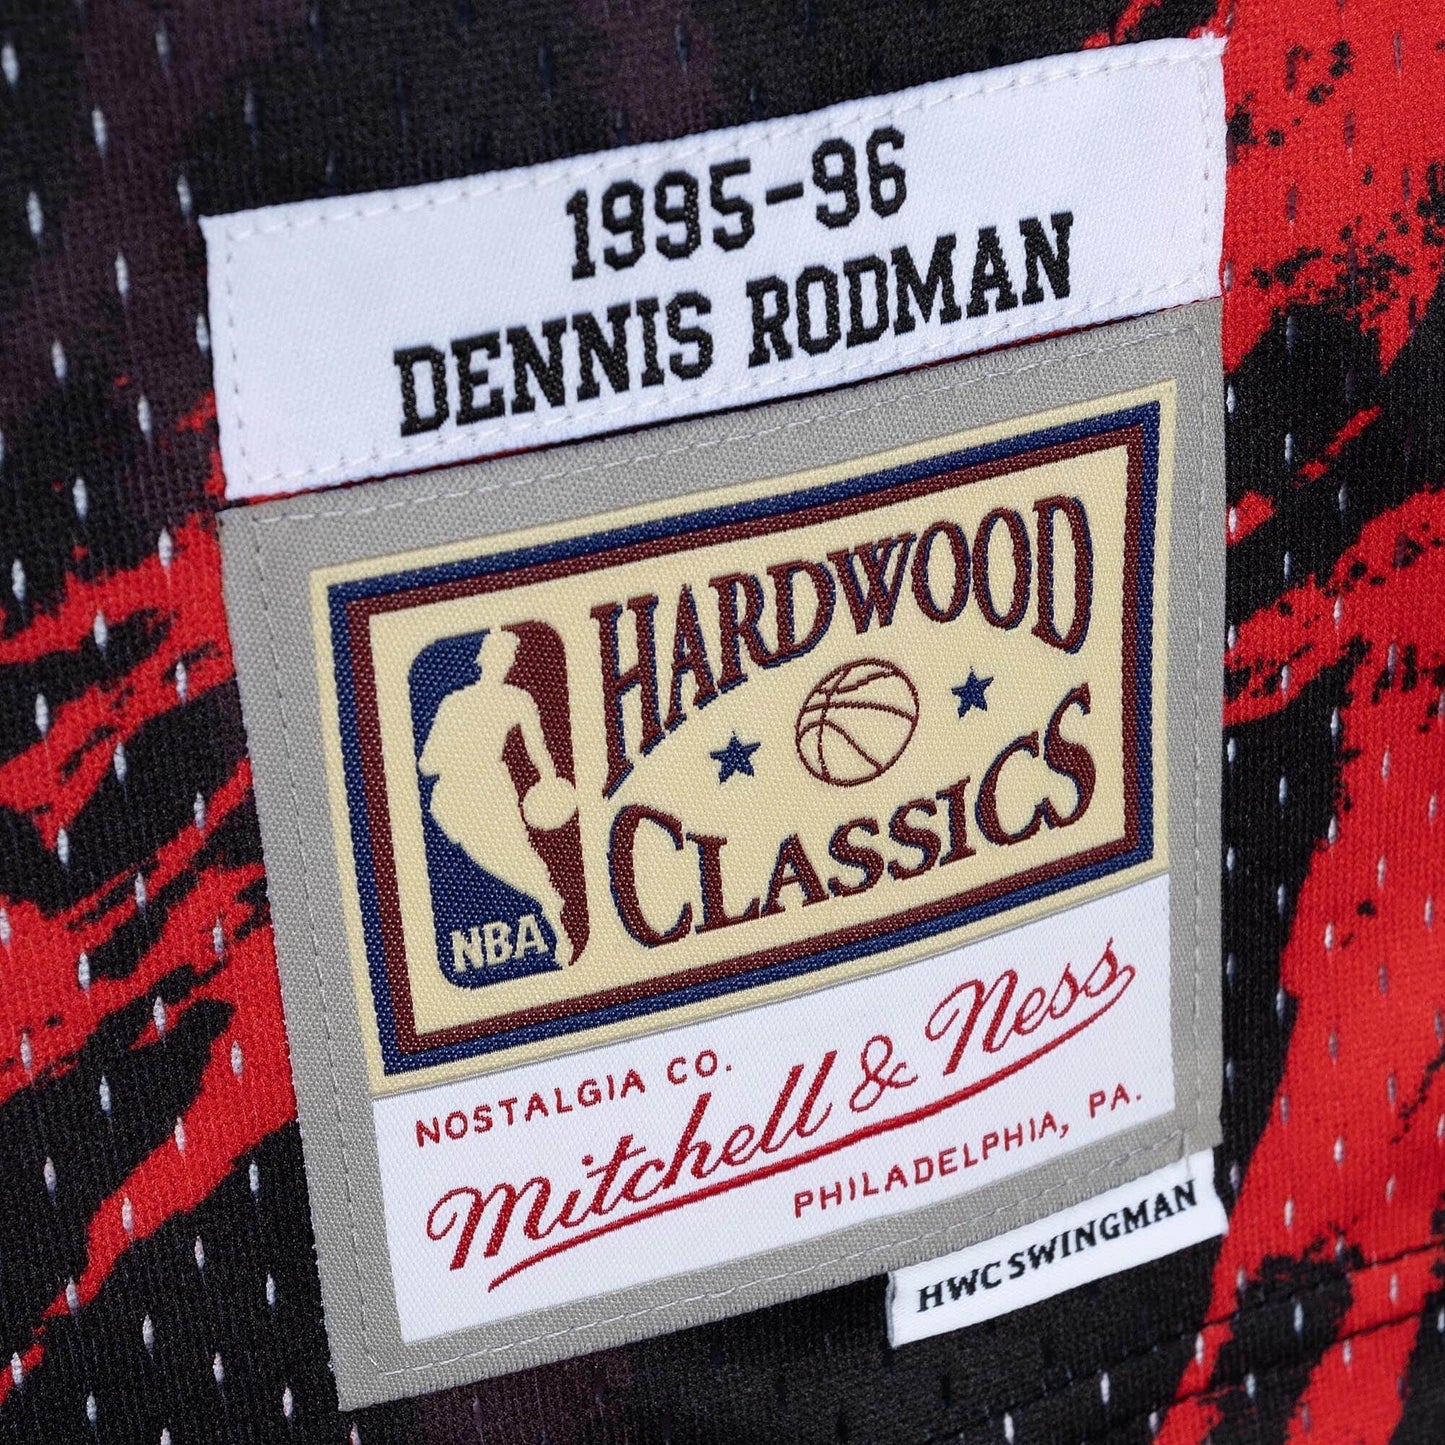 1995-96
DENNIS RODMAN
HARDWOOD
CLASSICS
NBA
NOSTALGIA CO.
Mitchell & Ness
PHILADELPHIA, PA.
HWC SWINGMAN